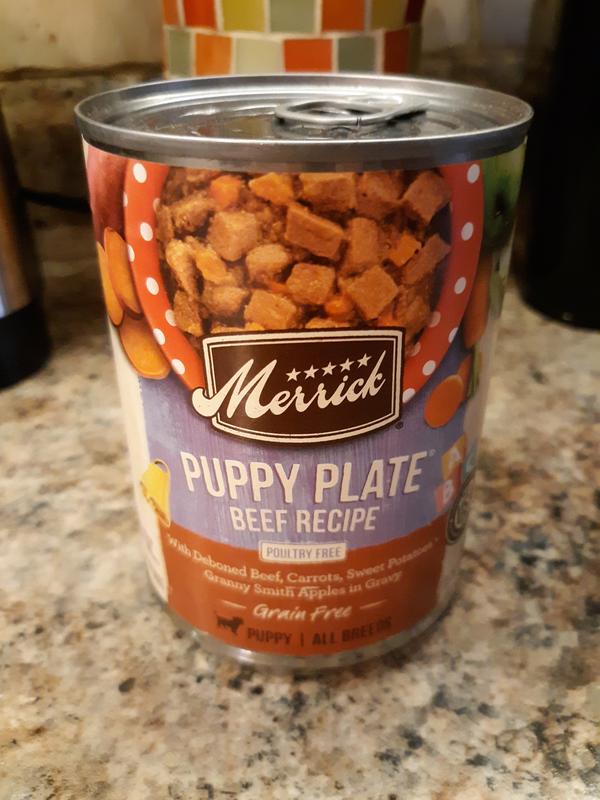 Merrick
PUPPY PLATE®
BEEF RECIPE
POULTRY FREE
With Deboned Beef, Carrots, Sweet Potatoes
Granny Smith Apples in Gravy
Grain Free
PUPPY | ALL BREEDS